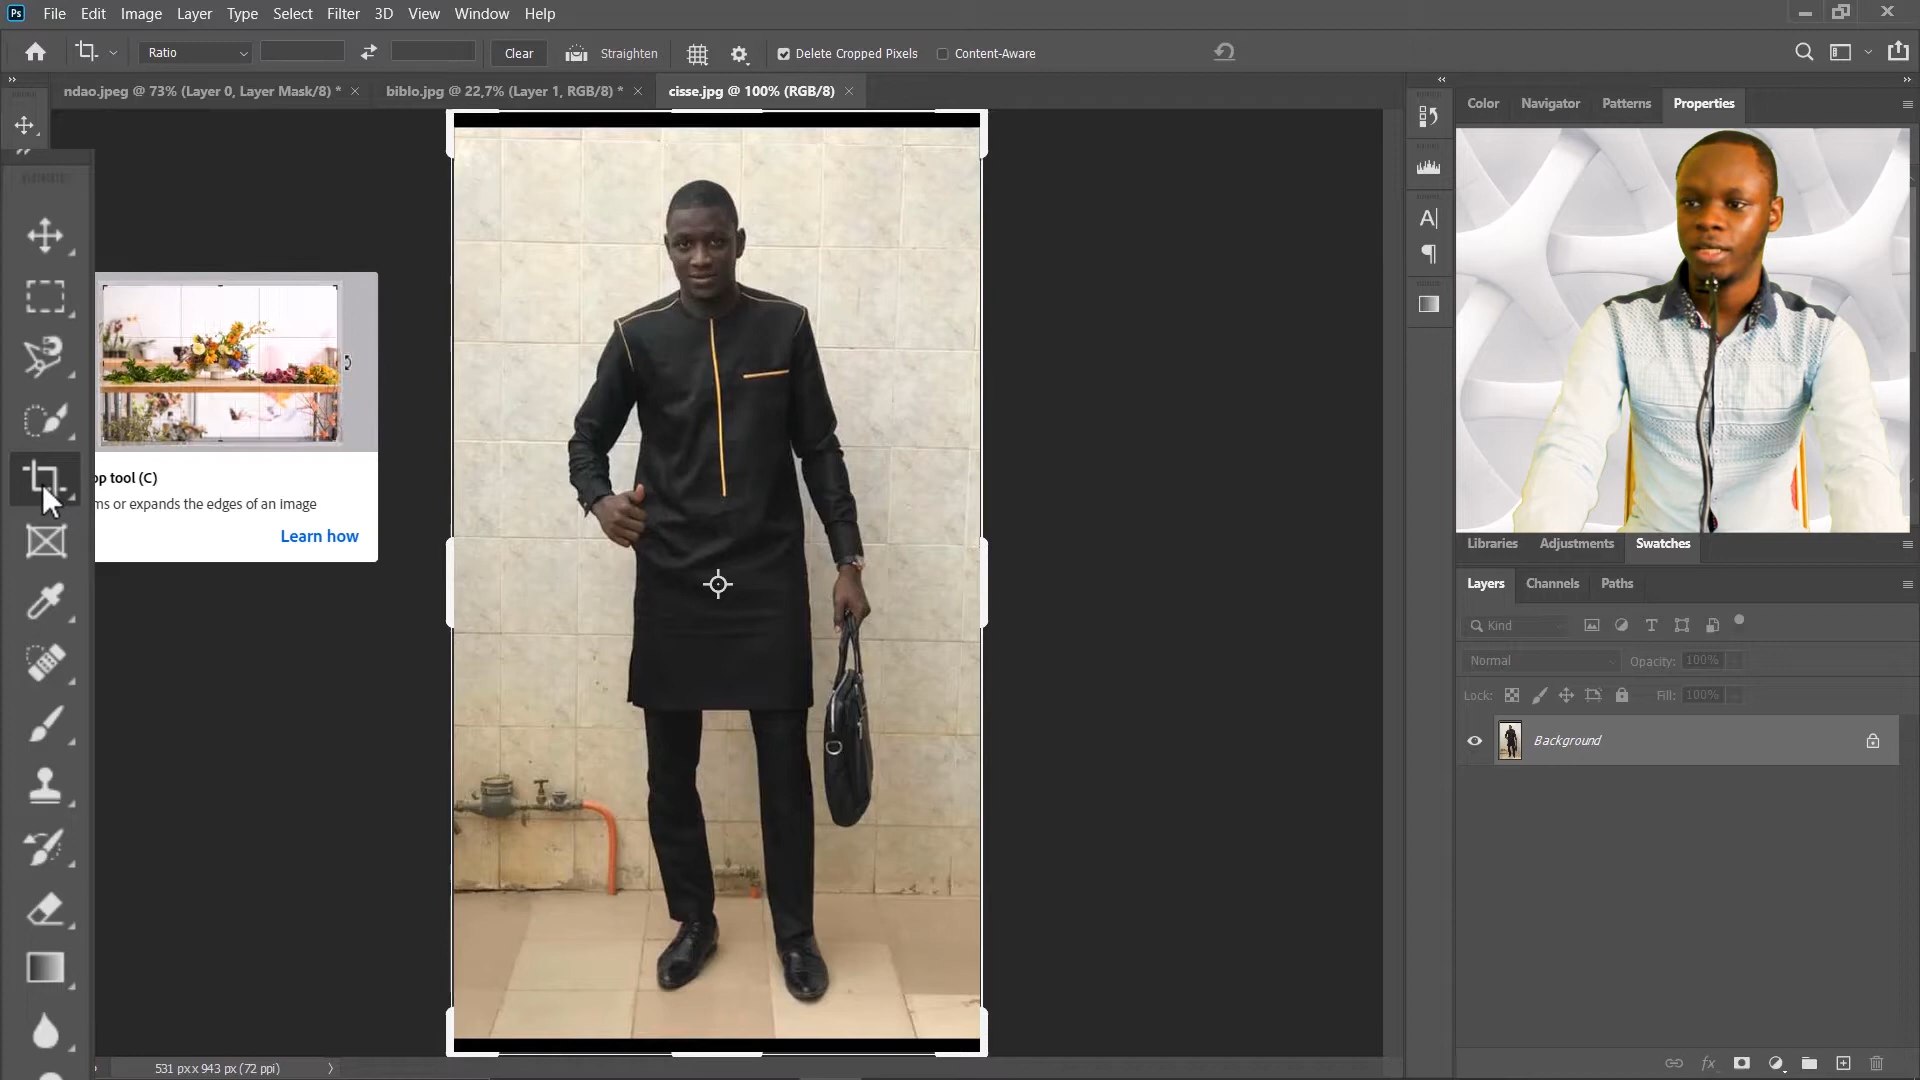 Ps File Edit Image Layer Type Select Filter 3D View Window Help
Ratio Clear Straighten Delete Cropped Pixels Content-Aware
ndao.jpeg @ 73% (Layer 0, Layer Mask/8) * biblo.jpg @ 22,7% (Layer 1, RGB/8) * cisse.jpg @ 100% (RGB/8)
Color Navigator Patterns Properties
op tool (C)
ms or expands the edges of an image
Learn how
Libraries Adjustments Swatches
Layers Channels Paths
Kind
Normal Opacity: 100%
Lock: Fill: 100%
Background
531 px x 943 px (72 ppi)